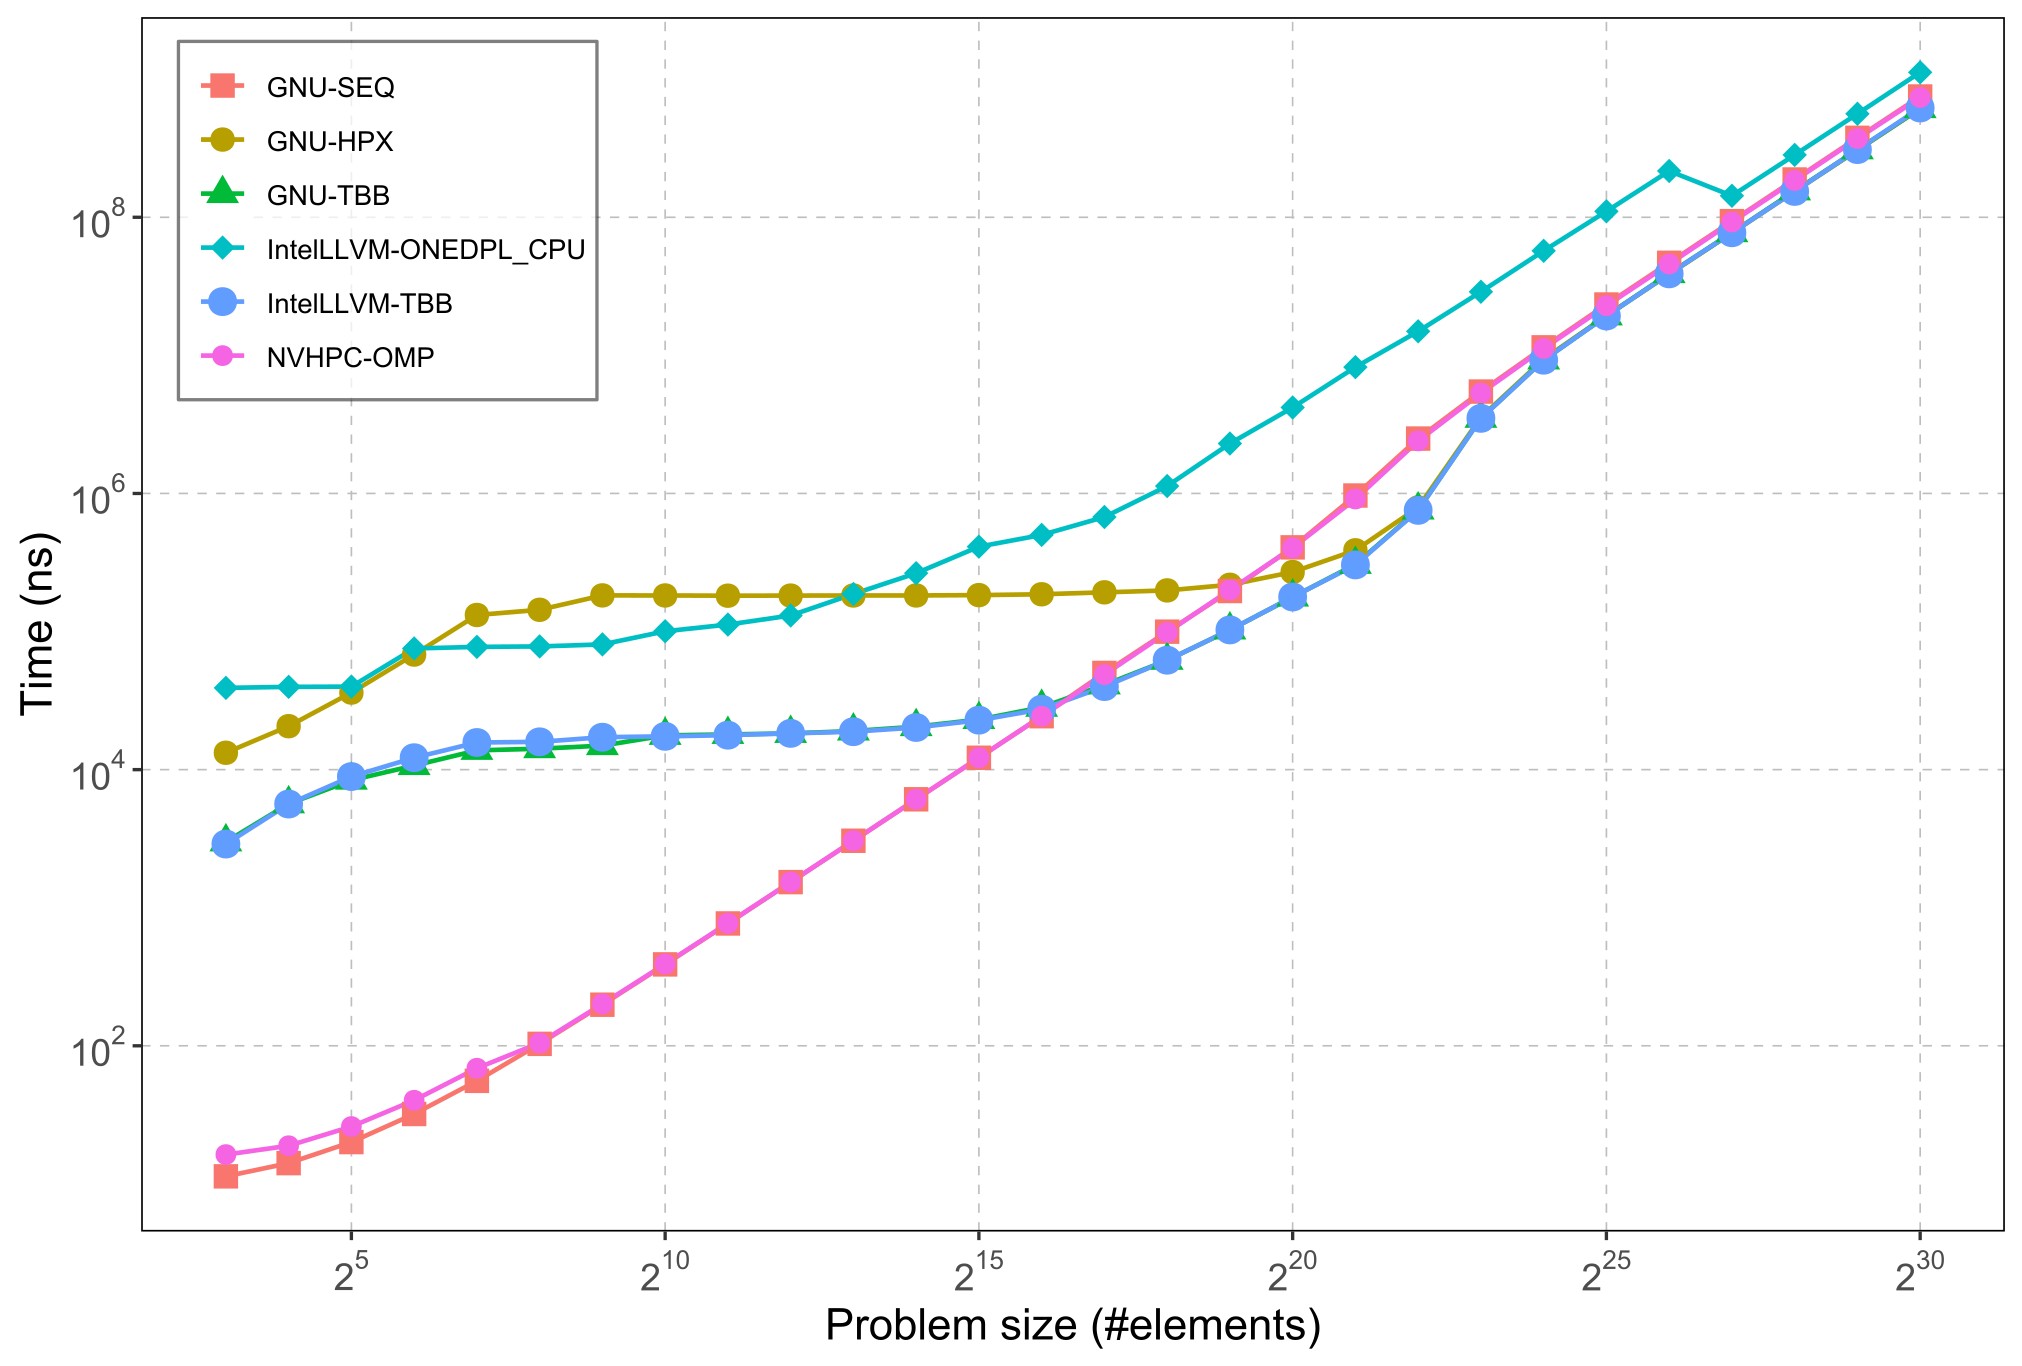 GNU-SEQ
GNU-HPX
GNU-TBB
IntelLLVM-ONEDPL_CPU
IntelLLVM-TBB
NVHPC-OMP
10^8
10^6
10^4
10^2
Time (ns)
2^5 2^10 2^15 2^20 2^25 2^30
Problem size (#elements)